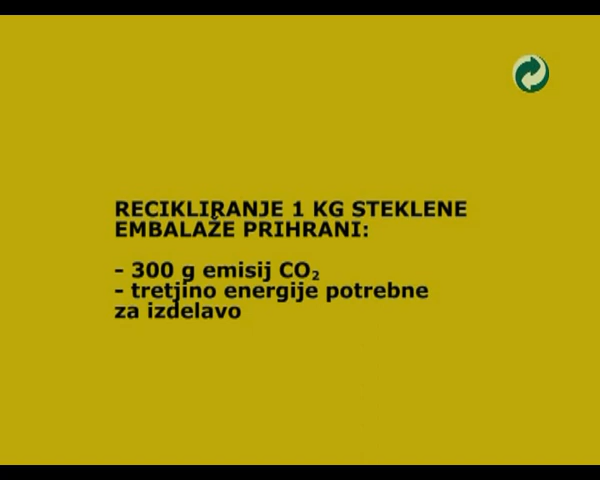 RECIKLIRANJE 1 KG STEKLENE
EMBALAŽE PRIHRANI:
- 300 g emisij CO₂
- tretjino energije potrebne
za izdelavo